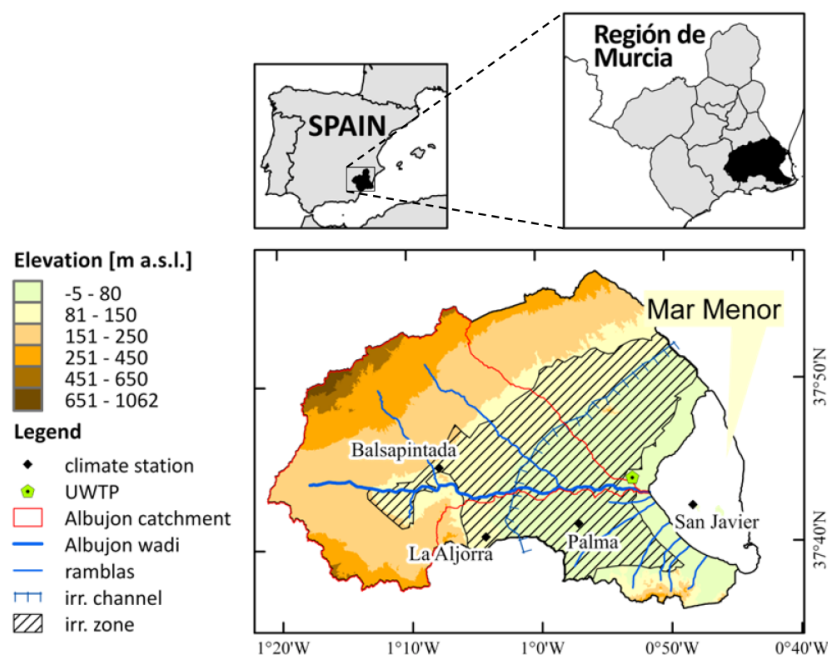 SPAIN
Región de
Murcia
Elevation [m a.s.l.]
-5 - 80
81 - 150
151 - 250
251 - 450
451 - 650
651 - 1062
Legend
climate station
UWTP
Albujon catchment
Albujon wadi
ramblas
irr. channel
irr. zone
Mar Menor
Balsapintada
La Aljorra
Palma
San Javier
37°50'N
37°40'N
1°20'W
1°10'W
1°0'W
0°50'W
0°40'W